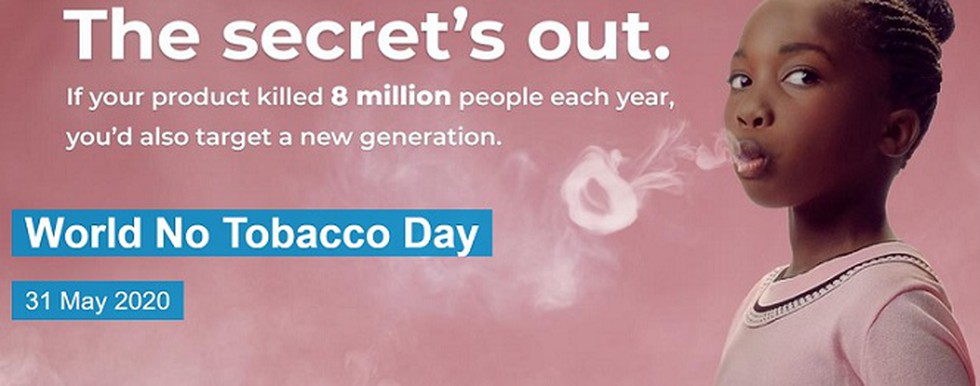 The secret's out.
If your product killed 8 million people each year,
you'd also target a new generation.
World No Tobacco Day
31 May 2020